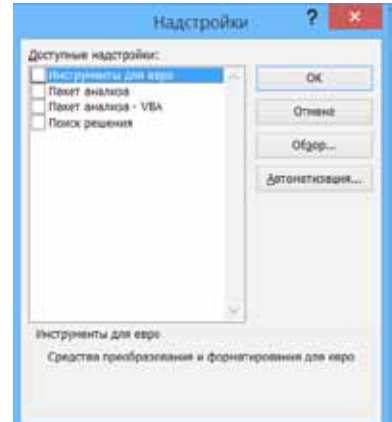 Надстройки
Доступные надстройки:
Инструменты для евро
Пакет анализа
Пакет анализа - VBA
Поиск решения
ОК
Отмена
Обзор...
Автоматизация...
Инструменты для евро
Средства преобразования и форматирования для евро